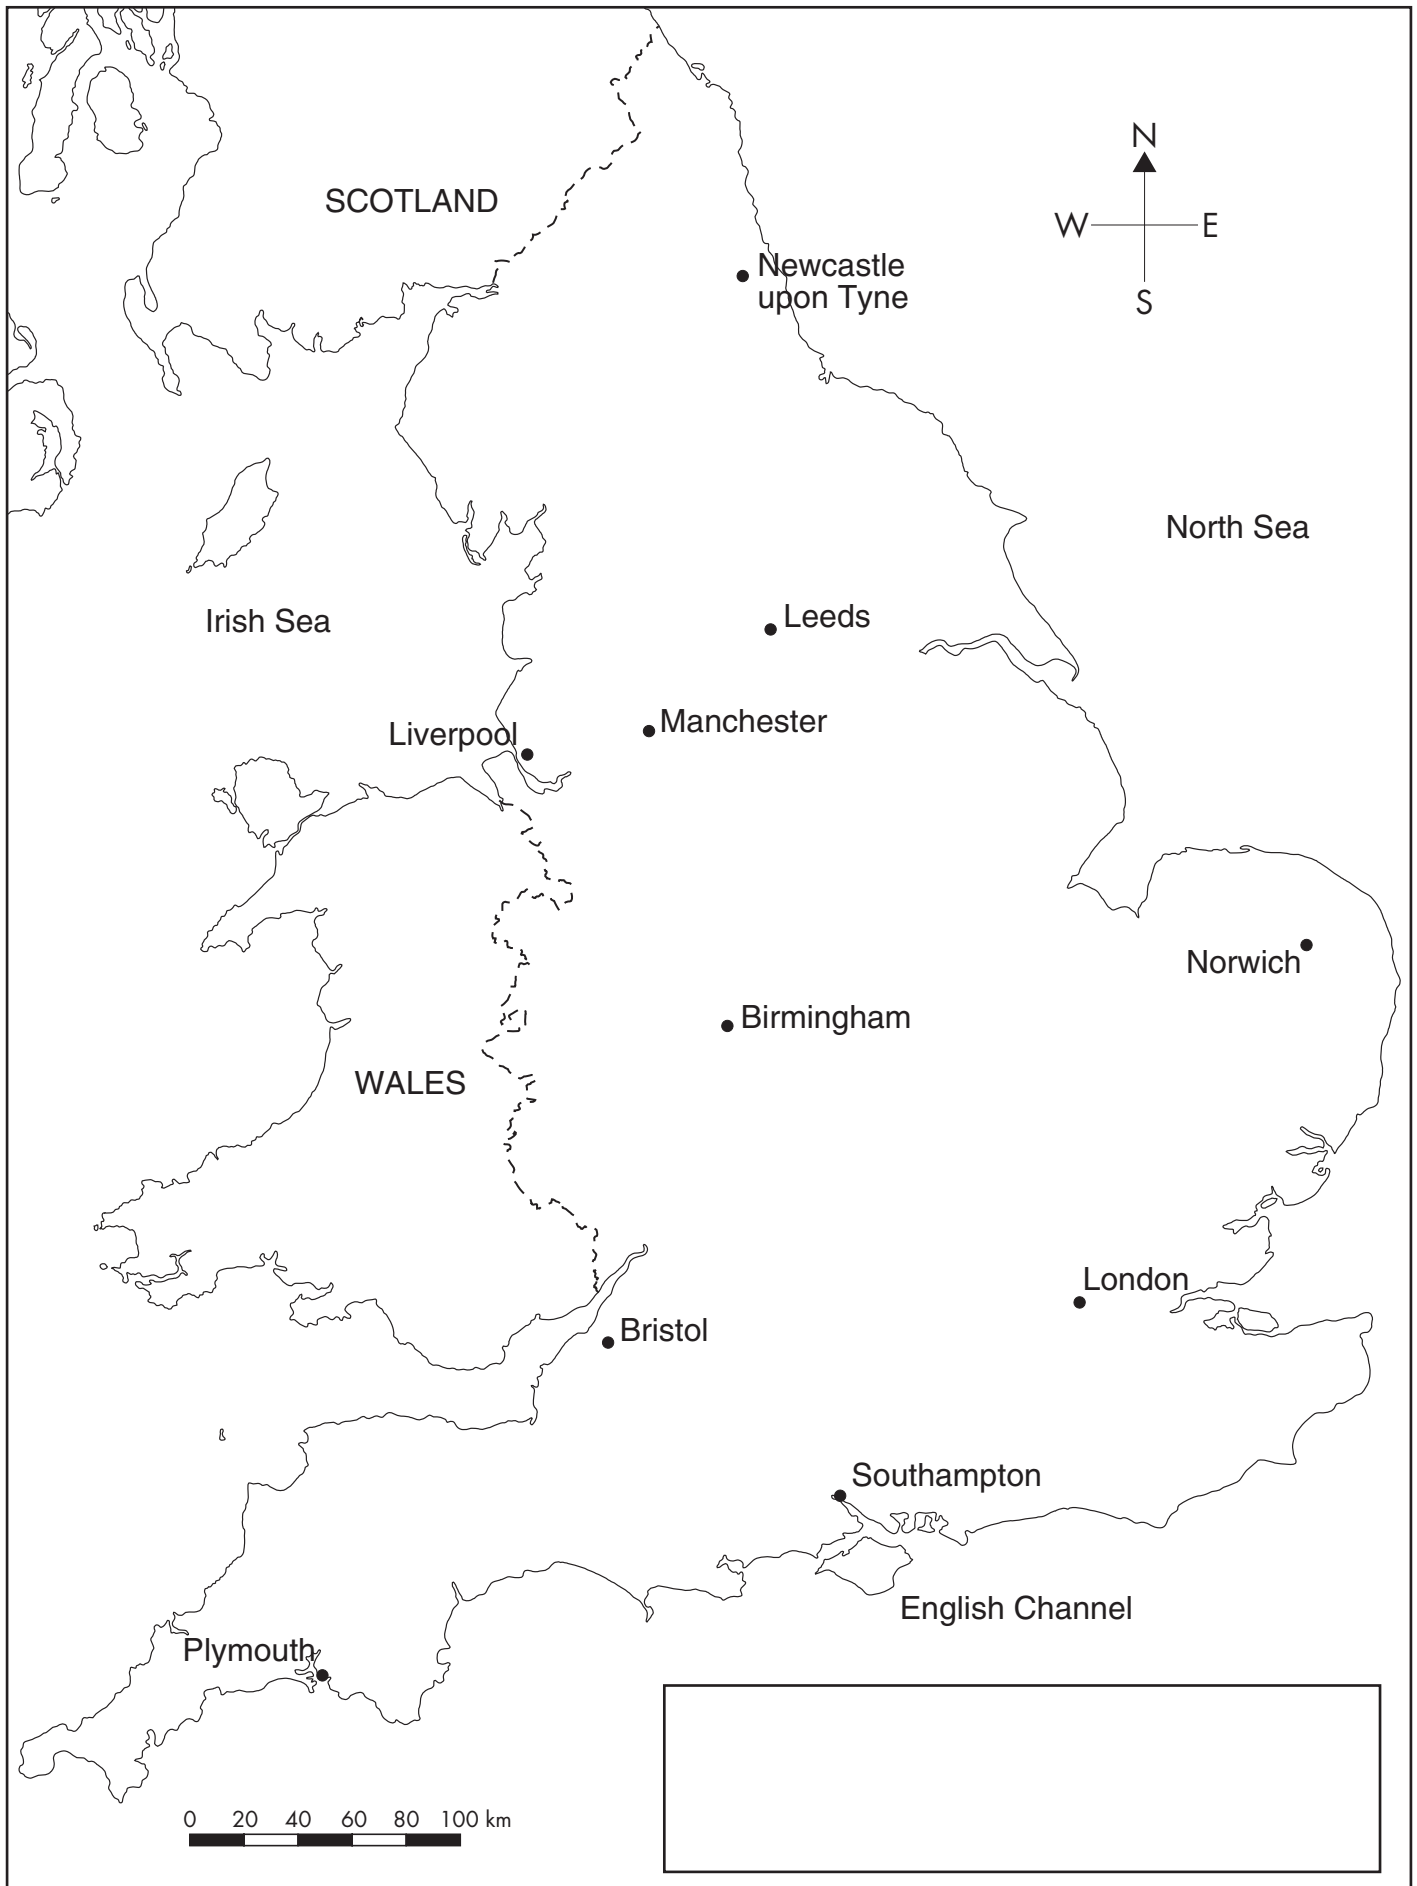 N
SCOTLAND
W E
Newcastle
upon Tyne
S
North Sea
Irish Sea
Leeds
Manchester
Liverpool
Norwich
Birmingham
WALES
London
Bristol
Southampton
English Channel
Plymouth
0 20 40 60 80 100 km